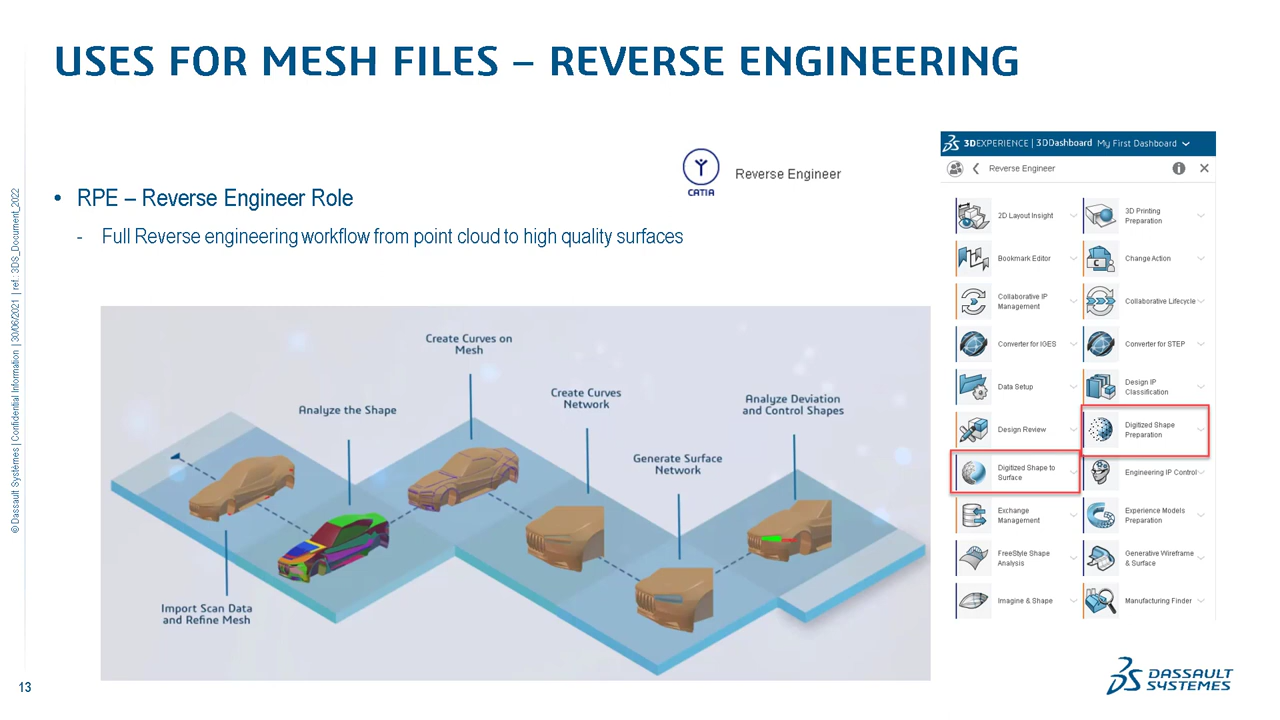 USES FOR MESH FILES – REVERSE ENGINEERING
• RPE – Reverse Engineer Role
- Full Reverse engineering workflow from point cloud to high quality surfaces
CATIA
Reverse Engineer
Create Curves on
Mesh
Analyze the Shape
Create Curves
Network
Analyze Deviation
and Control Shapes
Generate Surface
Network
Import Scan Data
and Refine Mesh
3DEXPERIENCE | 3DDashboard My First Dashboard
Reverse Engineer
2D Layout Insight
3D Printing
Preparation
Bookmark Editor
Change Action
Collaborative IP
Management
Collaborative Lifecycle
Converter for IGES
Converter for STEP
Data Setup
Design IP
Classification
Design Review
Digitized Shape
Preparation
Digitized Shape to
Surface
Engineering IP Control
Exchange
Management
Experience Models
Preparation
FreeStyle Shape
Analysis
Generative Wireframe
& Surface
Imagine & Shape
Manufacturing Finder
© Dassault Systèmes | Confidential Information | 30/06/2021 | ref.: 3DS_Document_2022
13
DASSAULT
SYSTEMES